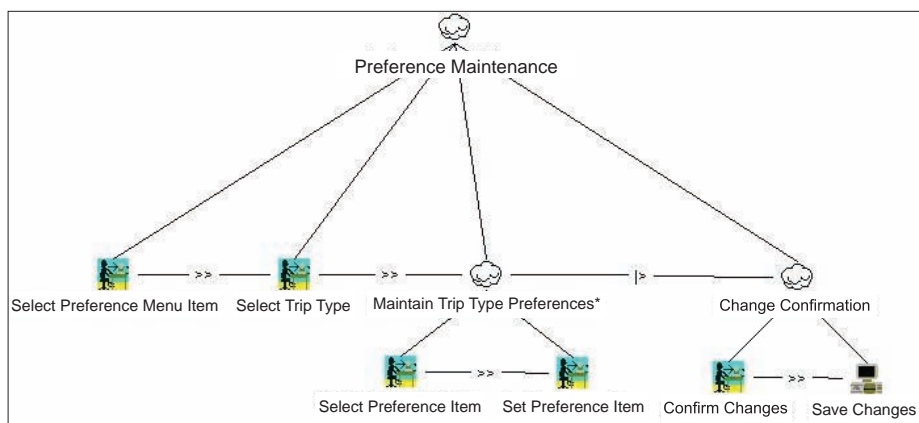 Preference Maintenance
>> >> |>
Select Preference Menu Item Select Trip Type Maintain Trip Type Preferences* Change Confirmation
>> >>
Select Preference Item Set Preference Item Confirm Changes Save Changes